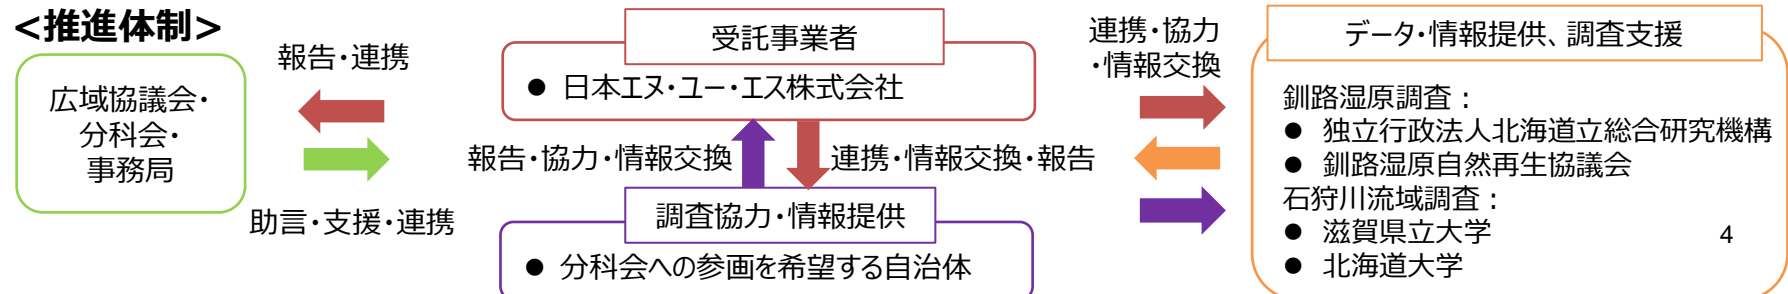 <推進体制>
広域協議会・
分科会・
事務局
報告・連携
助言・支援・連携
受託事業者
● 日本エヌ・ユー・エス株式会社
報告・協力・情報交換
連携・情報交換・報告
調査協力・情報提供
● 分科会への参画を希望する自治体
連携・協力
・情報交換
データ・情報提供、調査支援
釧路湿原調査：
● 独立行政法人北海道立総合研究機構
● 釧路湿原自然再生協議会
石狩川流域調査：
● 滋賀県立大学
● 北海道大学
4